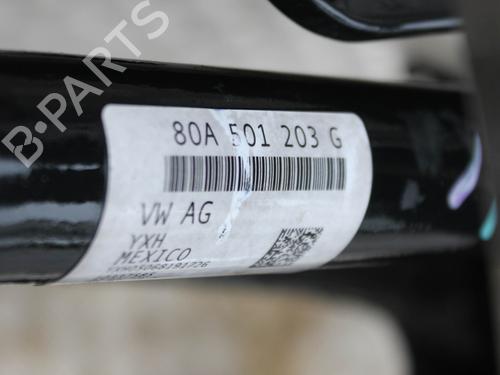 B-PARTS
80A 501 203 G
VW AG
YXH
MEXICO